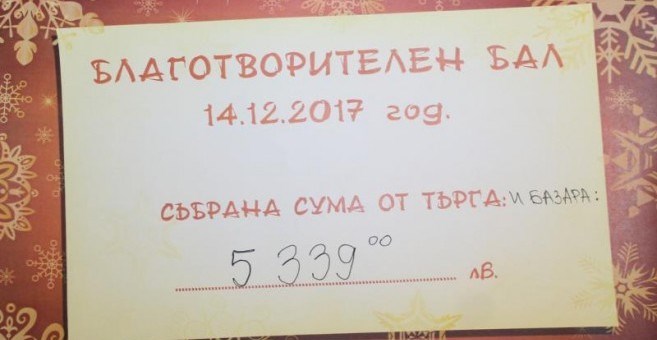 БЛАГОТВОРИТЕЛЕН БАЛ
14.12.2017 год.
СЪБРАНА СУМА ОТ ТЪРГА: И БАЗАРА:
5 339 00 лв.